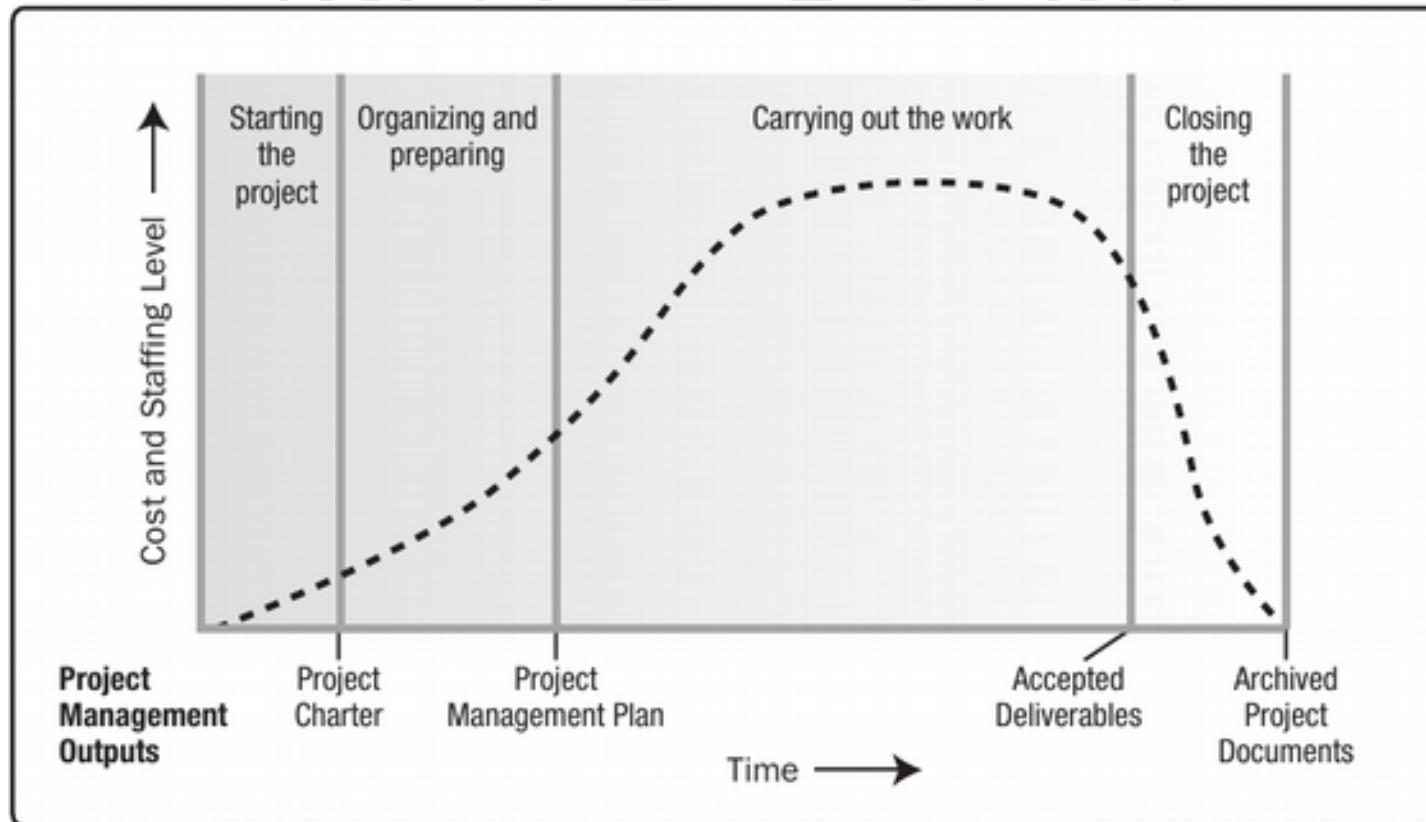 Starting
the
project
Organizing and
preparing
Carrying out the work
Closing
the
project
Cost and Staffing Level
Project
Management
Outputs
Project
Charter
Project
Management Plan
Accepted
Deliverables
Archived
Project
Documents
Time